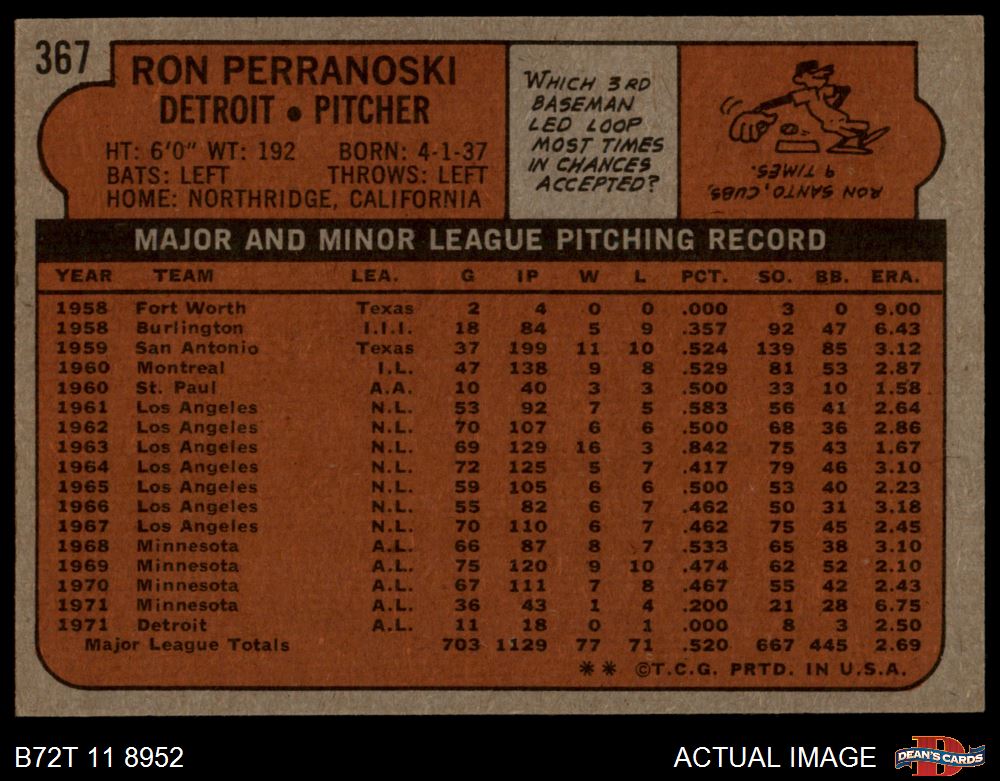 367
RON PERRANOSKI
DETROIT • PITCHER
HT: 6'0" WT: 192 BORN: 4-1-37
BATS: LEFT THROWS: LEFT
HOME: NORTHRIDGE, CALIFORNIA
WHICH 3RD
BASEMAN
LED LOOP
MOST TIMES
IN CHANCES
ACCEPTED?
RON SANTO, CUBS,
9 TIMES.
MAJOR AND MINOR LEAGUE PITCHING RECORD
YEAR TEAM LEA. G IP W L PCT. SO. BB. ERA.
1958 Fort Worth Texas 2 4 0 0 .000 3 0 9.00
1958 Burlington I.I.I. 18 84 5 9 .357 92 47 6.43
1959 San Antonio Texas 37 199 11 10 .524 139 85 3.12
1960 Montreal I.L. 47 138 9 8 .529 81 53 2.87
1960 St. Paul A.A. 10 40 3 3 .500 33 10 1.58
1961 Los Angeles N.L. 53 92 7 5 .583 56 41 2.64
1962 Los Angeles N.L. 70 107 6 6 .500 68 36 2.86
1963 Los Angeles N.L. 69 129 16 3 .842 75 43 1.67
1964 Los Angeles N.L. 72 125 5 7 .417 79 46 3.10
1965 Los Angeles N.L. 59 105 6 6 .500 53 40 2.23
1966 Los Angeles N.L. 55 82 6 7 .462 50 31 3.18
1967 Los Angeles N.L. 70 110 6 7 .462 75 45 2.45
1968 Minnesota A.L. 66 87 8 7 .533 65 38 3.10
1969 Minnesota A.L. 75 120 9 10 .474 62 52 2.10
1970 Minnesota A.L. 67 111 7 8 .467 55 42 2.43
1971 Minnesota A.L. 36 43 1 4 .200 21 28 6.75
1971 Detroit A.L. 11 18 0 1 .000 8 3 2.50
Major League Totals 703 1129 77 71 .520 667 445 2.69
** ©T.C.G. PRTD. IN U.S.A.
B72T 11 8952
ACTUAL IMAGE
D
DEAN'S CARDS